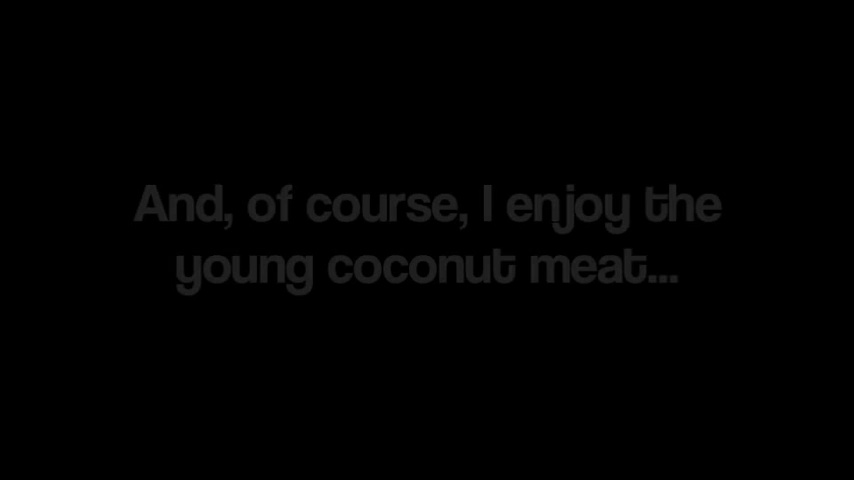 And, of course, I enjoy the
young coconut meat...